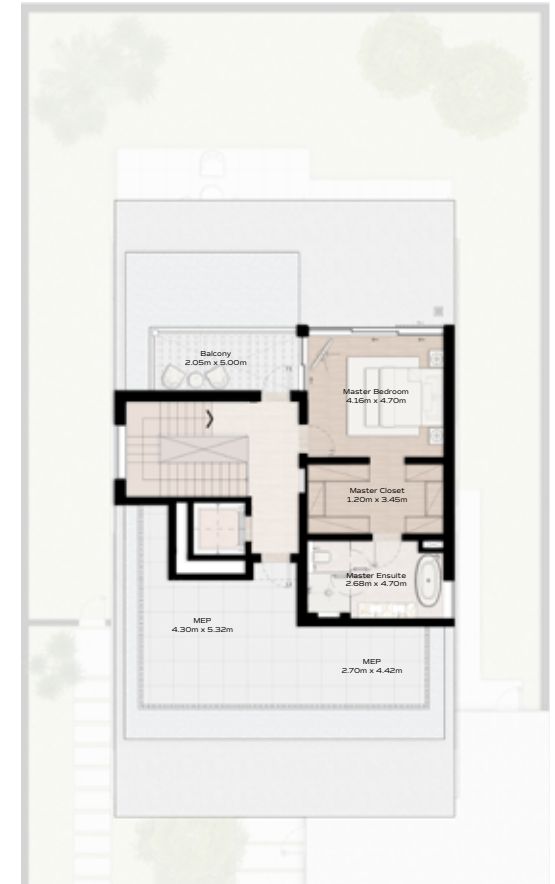 Balcony
2.05m x 5.00m
Master Bedroom
4.16m x 4.70m
Master Closet
1.20m x 3.45m
Master Ensuite
2.68m x 4.70m
MEP
4.30m x 5.32m
MEP
2.70m x 4.42m